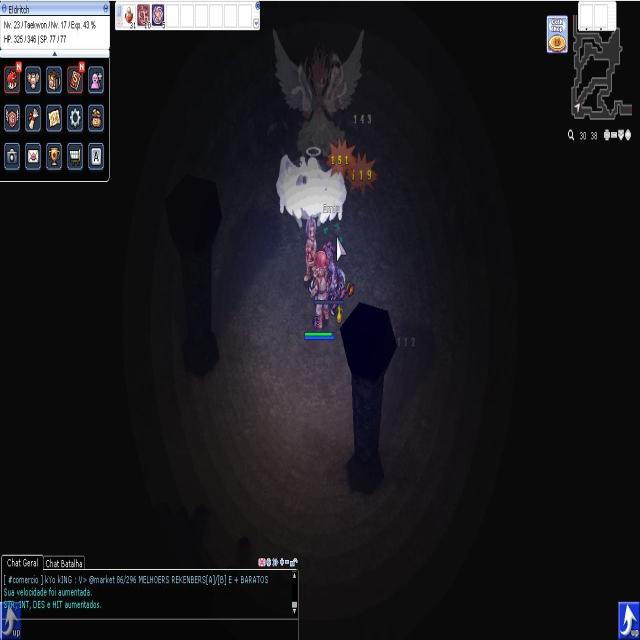 Eldritch
Nv. 23 / Taekwon / Nv. 17 / Exp. 43 %
HP. 325 / 346 | SP. 77 / 77
N
N
A
143
151
119
112
30 38
Chat Geral
Chat Batalha
[ #comercio ] kYo kING : V> @market 86/296 MELHOERS REKENBERS[A]/[B] E + BARATOS
Sua velocidade foi aumentada.
STR, INT, DES e HIT aumentados.
up
up